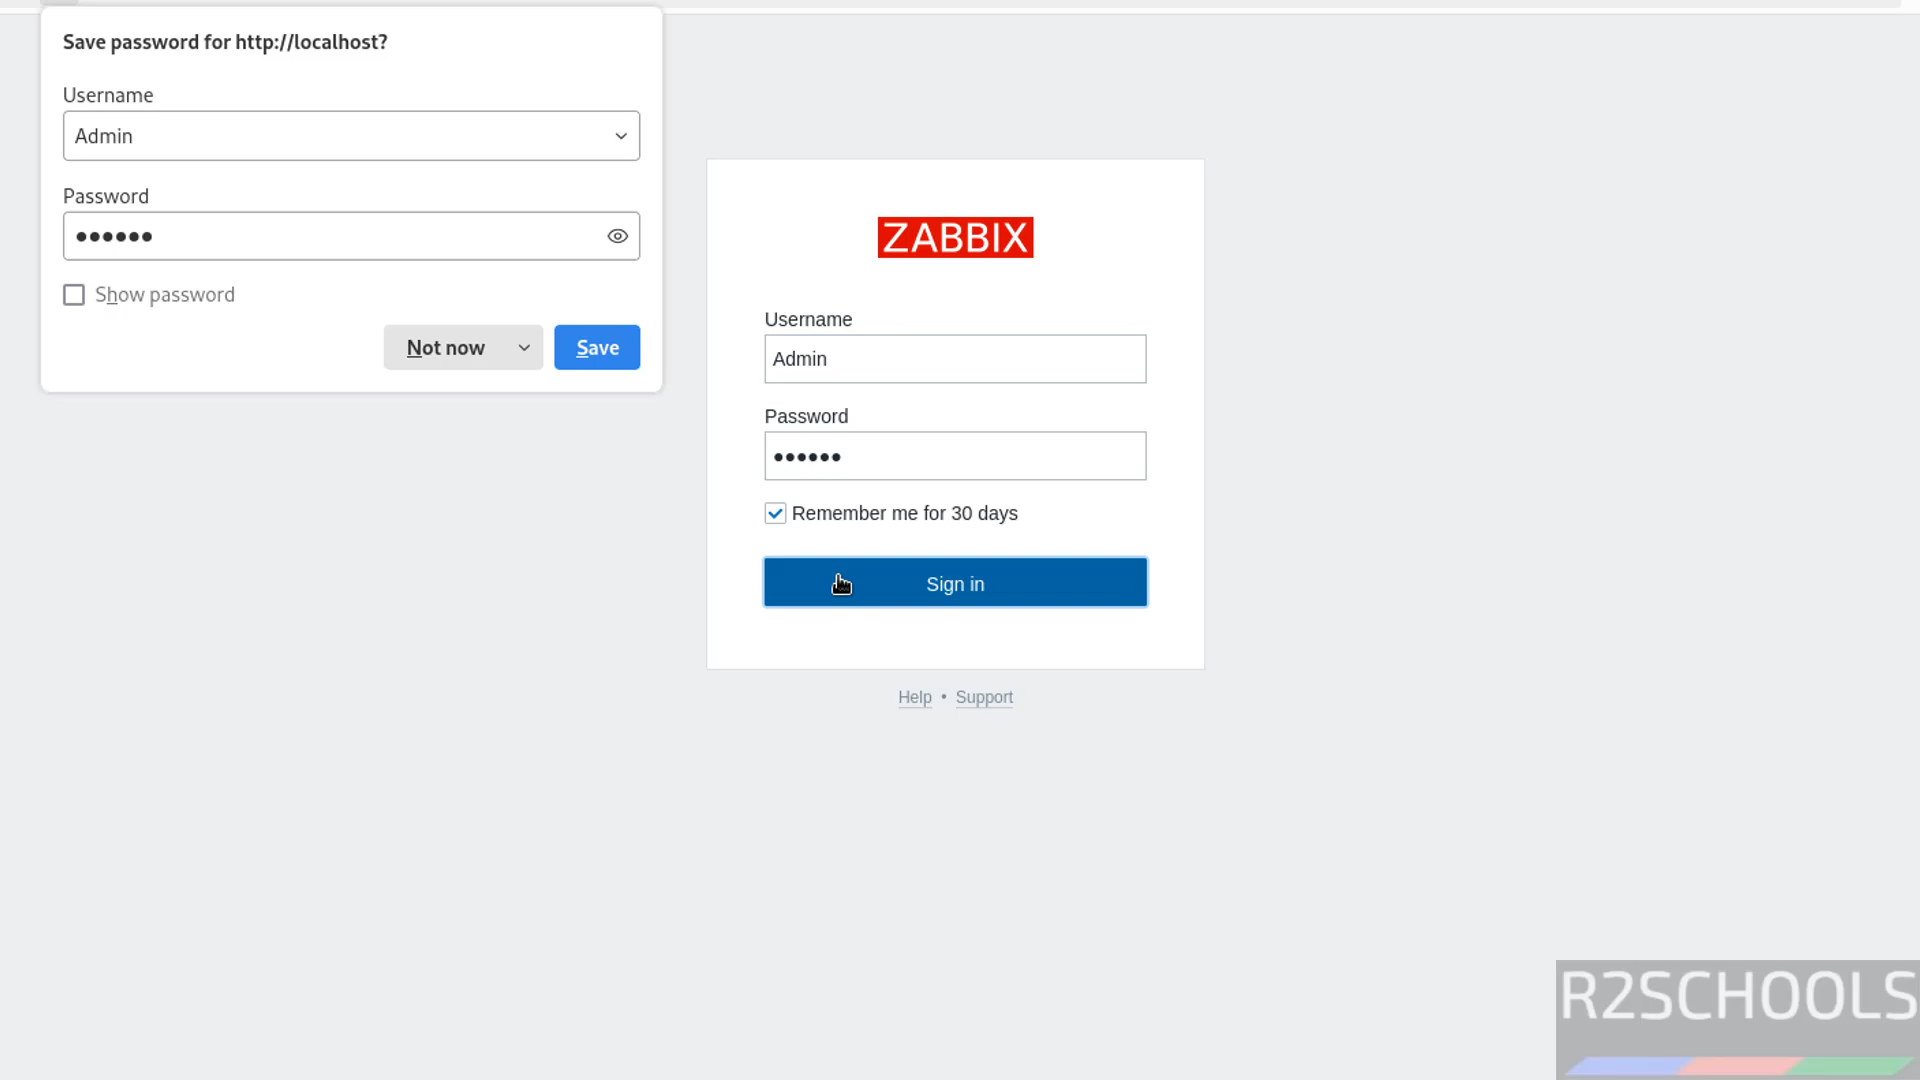 Save password for http://localhost?
Username
Admin
Password
••••••
Show password
Not now
Save
ZABBIX
Username
Admin
Password
••••••
Remember me for 30 days
Sign in
Help • Support
R2SCHOOLS